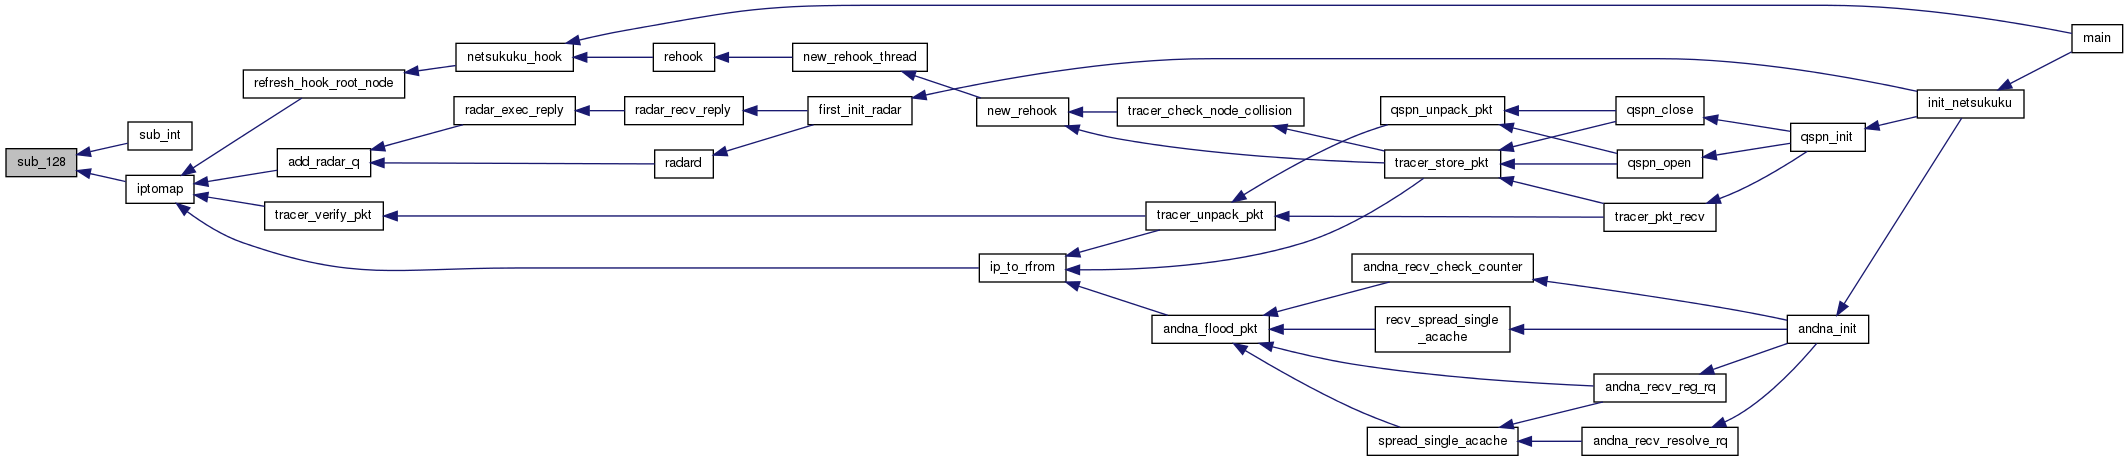 sub_128
sub_int
iptomap
refresh_hook_root_node
add_radar_q
tracer_verify_pkt
netsukuku_hook
radar_exec_reply
rehook
radar_recv_reply
radard
new_rehook_thread
first_init_radar
new_rehook
ip_to_rfrom
tracer_check_node_collision
tracer_unpack_pkt
andna_flood_pkt
qspn_unpack_pkt
tracer_store_pkt
andna_recv_check_counter
recv_spread_single
_acache
spread_single_acache
qspn_close
qspn_open
tracer_pkt_recv
andna_recv_reg_rq
andna_recv_resolve_rq
qspn_init
andna_init
init_netsukuku
main